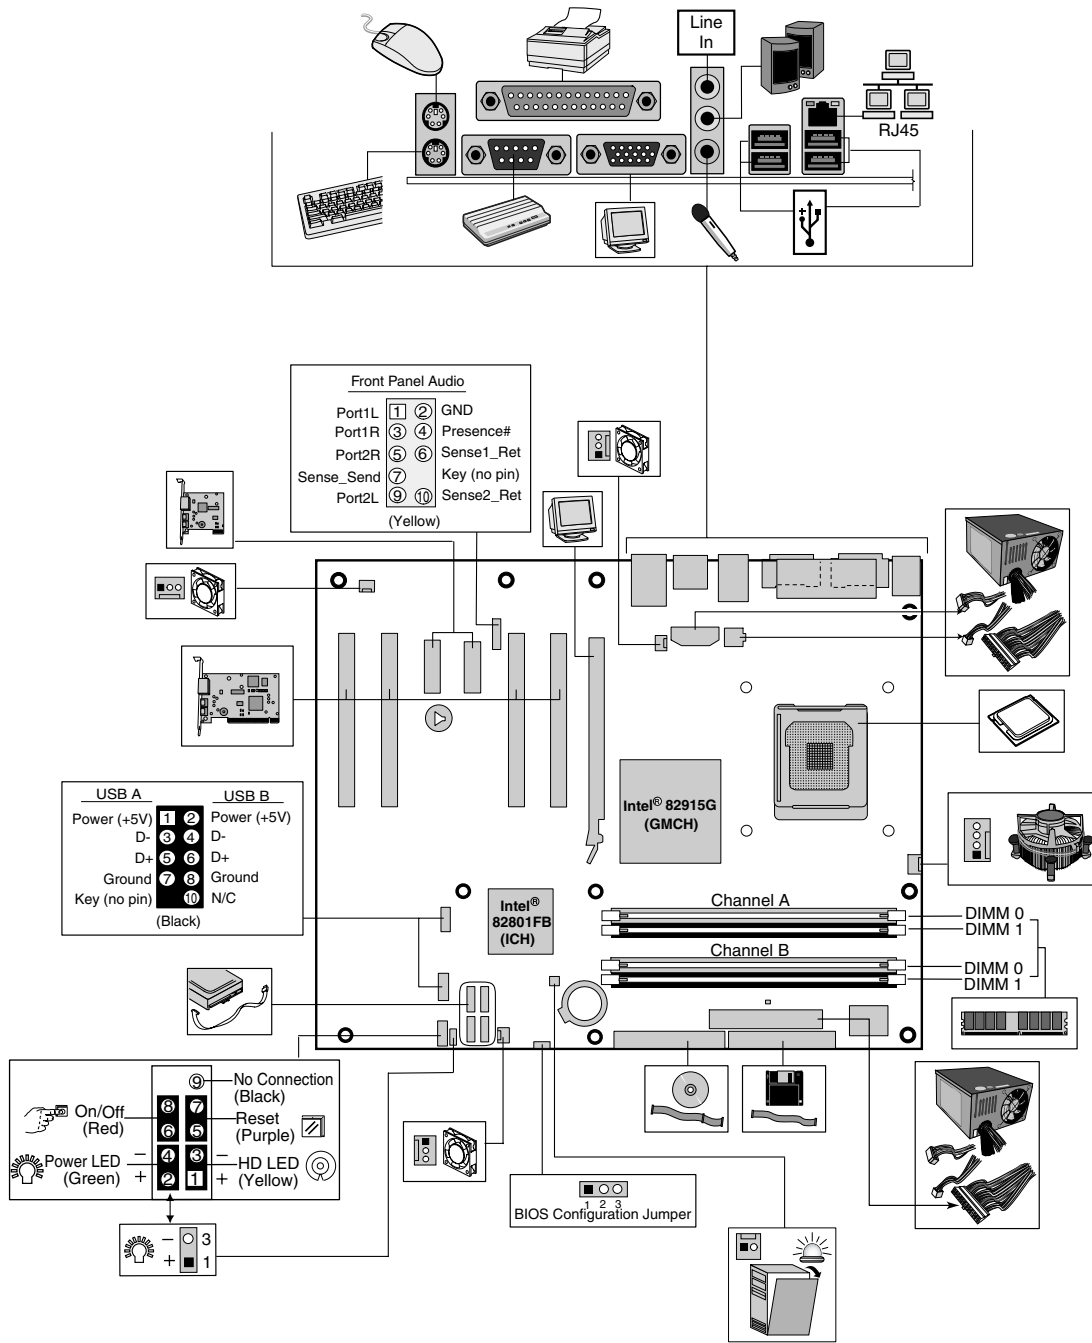 Line
In
RJ45
Front Panel Audio
Port1L 1 2 GND
Port1R 3 4 Presence#
Port2R 5 6 Sense1_Ret
Sense_Send 7 Key (no pin)
Port2L 9 10 Sense2_Ret
(Yellow)
USB A USB B
Power (+5V) 1 2 Power (+5V)
D- 3 4 D-
D+ 5 6 D+
Ground 7 8 Ground
Key (no pin) 10 N/C
(Black)
Intel® 82915G
(GMCH)
Intel®
82801FB
(ICH)
Channel A
DIMM 0
DIMM 1
Channel B
DIMM 0
DIMM 1
9 No Connection
(Black)
On/Off
(Red)
8 7
6 5
Reset
(Purple)
Power LED
(Green)
− 4 3 −
+ 2 1 +
HD LED
(Yellow)
− 3
+ 1
1 2 3
BIOS Configuration Jumper